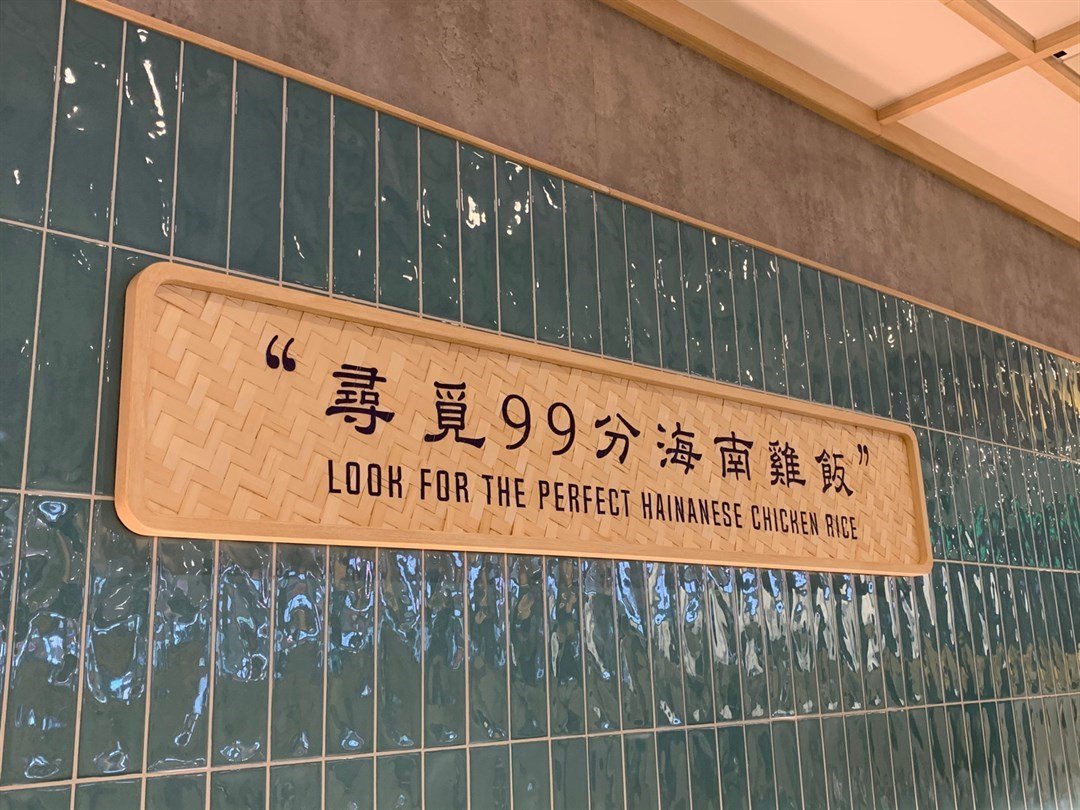 “尋覓99分海南雞飯”
LOOK FOR THE PERFECT HAINANESE CHICKEN RICE